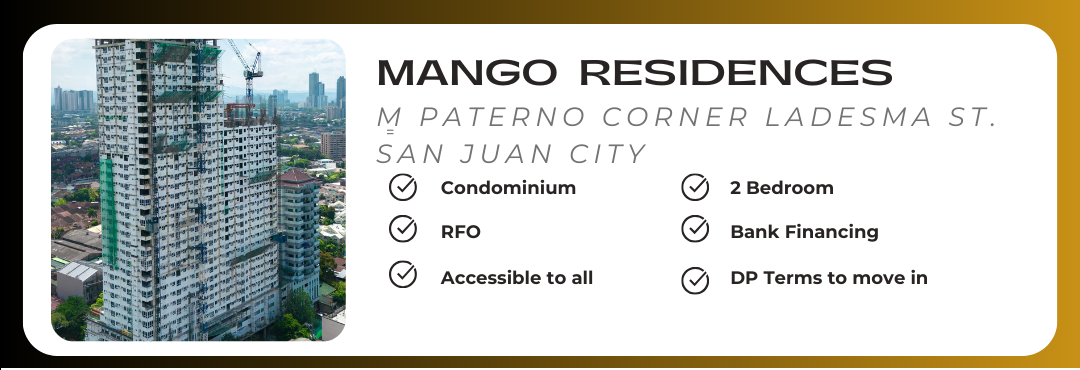 MANGO RESIDENCES
M PATERNO CORNER LADESMA ST.
=
SAN JUAN CITY
Condominium
2 Bedroom
RFO
Bank Financing
Accessible to all
DP Terms to move in